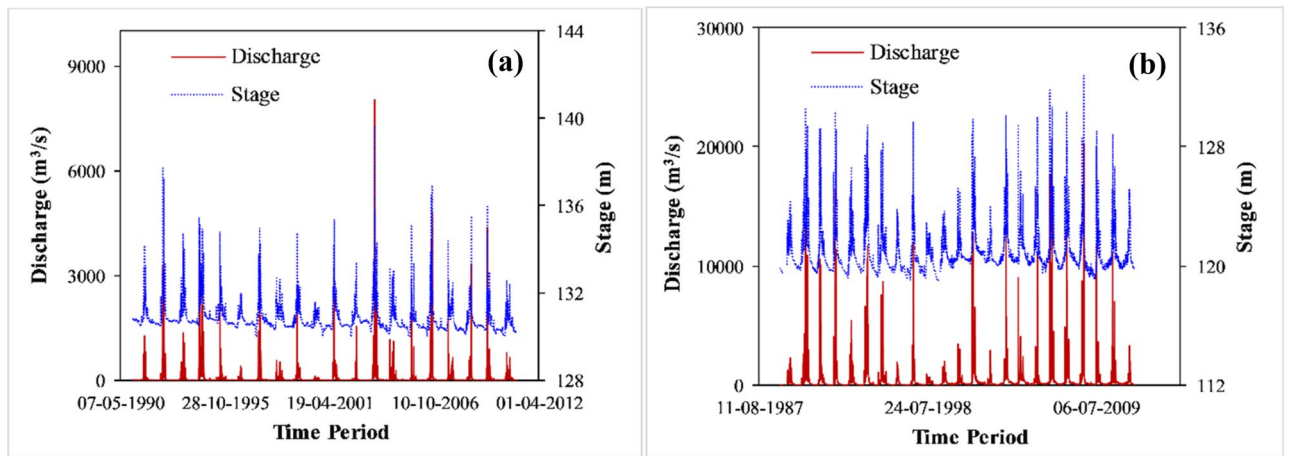 (a)
Discharge
Stage
9000
6000
3000
0
Discharge (m³/s)
144
140
136
132
128
Stage (m)
07-05-1990 28-10-1995 19-04-2001 10-10-2006 01-04-2012
Time Period
(b)
Discharge
Stage
30000
20000
10000
0
Discharge (m³/s)
136
128
120
112
Stage (m)
11-08-1987 24-07-1998 06-07-2009
Time Period